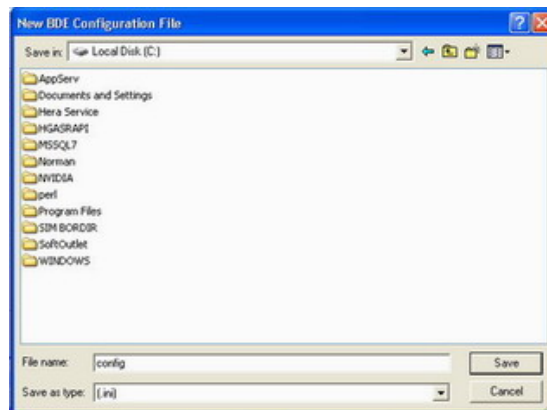 New BDE Configuration File
Save in: Local Disk (C:)
AppServ
Documents and Settings
Hera Service
HGASRAPI
MSSQL7
Norman
NVIDIA
perl
Program Files
SIM BORDIR
SoftOutlet
WINDOWS
File name: config Save
Save as type: (.ini) Cancel